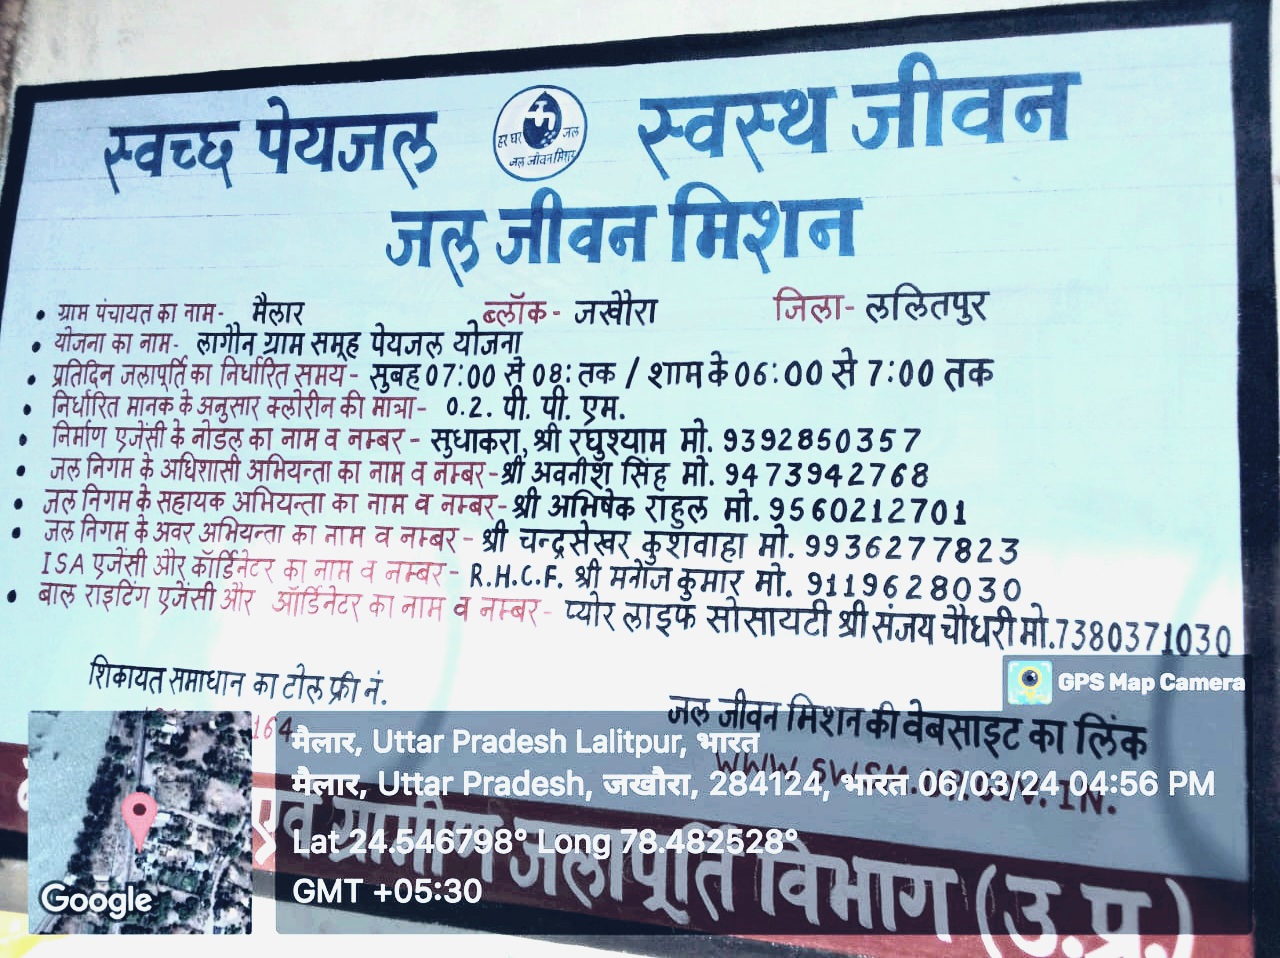 स्वच्छ पेयजल
हर घर जल
जल जीवन मिशन
स्वस्थ जीवन
जल जीवन मिशन
• ग्राम पंचायत का नाम- मैलार ब्लॉक- जखौरा जिला- ललितपुर
• योजना का नाम- लागौन ग्राम समूह पेयजल योजना
• प्रतिदिन जलापूर्ति का निर्धारित समय- सुबह 07:00 से 08: तक / शाम के 06:00 से 7:00 तक
• निर्धारित मानक के अनुसार क्लोरीन की मात्रा- 0.2. पी. पी. एम.
• निर्माण एजेंसी के नोडल का नाम व नम्बर- सुधाकरा, श्री रघुश्याम मो. 9392850357
• जल निगम के अधिशासी अभियन्ता का नाम व नम्बर- श्री अवनीश सिंह मो. 9473942768
• जल निगम के सहायक अभियन्ता का नाम व नम्बर- श्री अभिषेक राहुल मो. 9560212701
• जल निगम के अवर अभियन्ता का नाम व नम्बर- श्री चन्द्रसेखर कुशवाहा मो. 9936277823
ISA एजेंसी और कॉर्डिनेटर का नाम व नम्बर- R.H.C.F. श्री मनोज कुमार मो. 9119628030
• बाल राइटिंग एजेंसी और ऑर्डिनेटर का नाम व नम्बर- प्योर लाइफ सोसायटी श्री संजय चौधरी मो. 7380371030
शिकायत समाधान का टोल फ्री नं.
164
जल जीवन मिशन की वेबसाइट का लिंक
एवं ग्रामीण जलापूर्ति विभाग (उ.प्र.)
GPS Map Camera
मैलार, Uttar Pradesh Lalitpur, भारत
मैलार, Uttar Pradesh, जखौरा, 284124, भारत 06/03/24 04:56 PM
Lat 24.546798° Long 78.482528°
GMT +05:30
Google